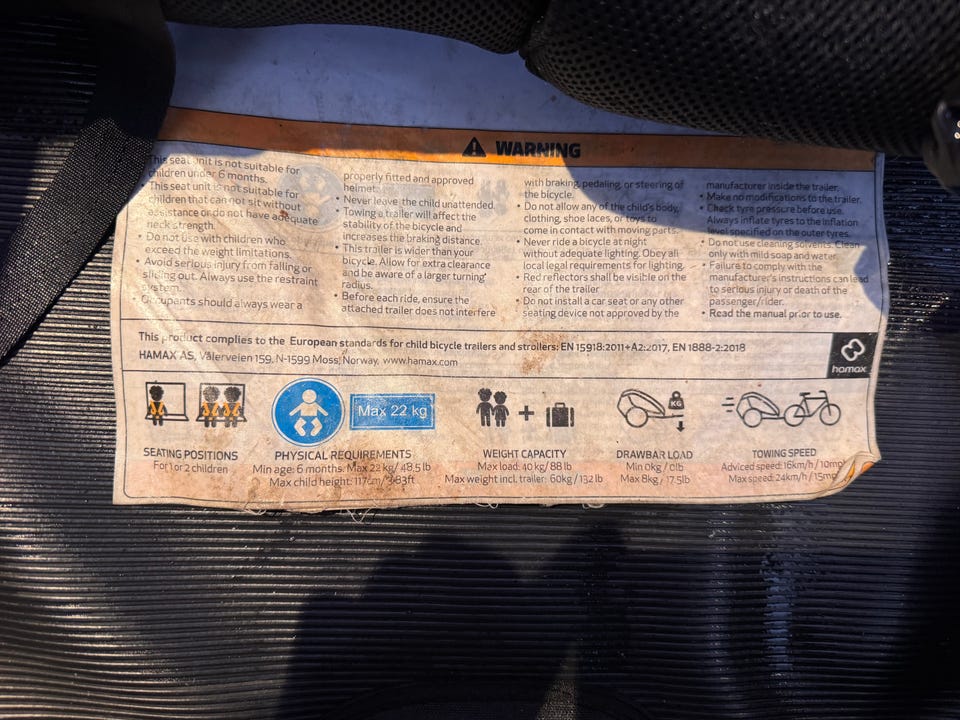 WARNING
This seat unit is not suitable for
children under 6 months.
• This seat unit is not suitable for
children that can not sit without
assistance or do not have adequate
neck strength.
• Do not use with children who
exceed the weight limitations.
• Avoid serious injury from falling or
sliding out. Always use the restraint
system.
• Occupants should always wear a
properly fitted and approved
helmet.
• Never leave the child unattended.
• Towing a trailer will affect the
stability of the bicycle and
increases the braking distance.
• This trailer is wider than your
bicycle. Allow for extra clearance
and be aware of a larger turning
radius.
• Before each ride, ensure the
attached trailer does not interfere
with braking, pedaling, or steering of
the bicycle.
• Do not allow any of the child's body,
clothing, shoe laces, or toys to
come in contact with moving parts.
• Never ride a bicycle at night
without adequate lighting. Obey all
local legal requirements for lighting.
• Red reflectors shall be visible on the
rear of the trailer
• Do not install a car seat or any other
seating device not approved by the
manufacturer inside the trailer.
• Make no modifications to the trailer.
• Check tyre pressure before use.
Always inflate tyres to the inflation
level specified on the outer tyres.
• Do not use cleaning solvents. Clean
only with mild soap and water.
• Failure to comply with the
manufacturer's instructions can lead
to serious injury or death of the
passenger/rider.
• Read the manual prior to use.
This product complies to the European standards for child bicycle trailers and strollers: EN 15918:2011+A2:2017, EN 1888-2:2018
HAMAX AS, Vålerveien 159, N-1599 Moss, Norway, www.hamax.com
hamax
Max 22 kg
KG
SEATING POSITIONS
For 1 or 2 children
PHYSICAL REQUIREMENTS
Min age: 6 months. Max 22 kg / 48.5 lb
Max child height: 117cm / 3.83ft
WEIGHT CAPACITY
Max load: 40 kg / 88 lb
Max weight incl. trailer: 60kg / 132 lb
DRAWBAR LOAD
Min 0kg / 0lb
Max 8kg / 17.5lb
TOWING SPEED
Adviced speed: 16km/h / 10mp
Max speed: 24km/h / 15mp